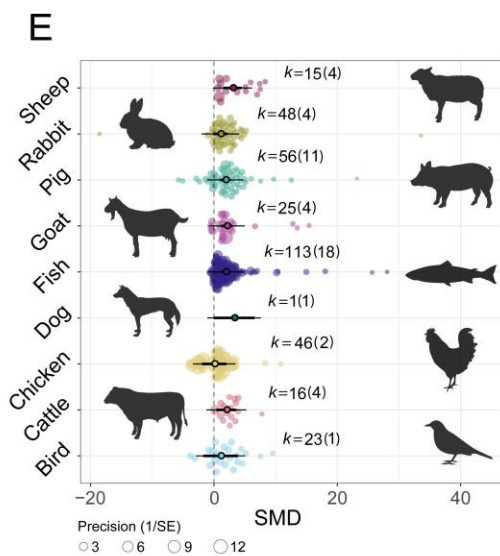 E
Sheep k=15(4)
Rabbit k=48(4)
Pig k=56(11)
Goat k=25(4)
Fish k=113(18)
Dog k=1(1)
Chicken k=46(2)
Cattle k=16(4)
Bird k=23(1)
−20 0 20 40
SMD
Precision (1/SE)
3 6 9 12